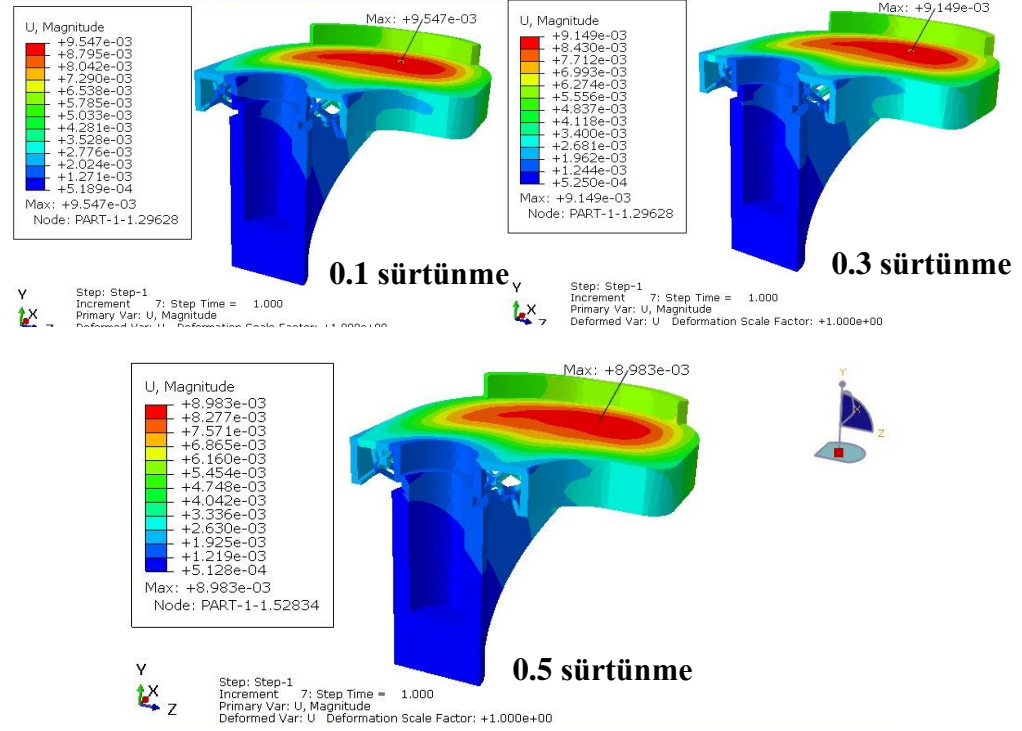 Max: +9.547e-03
U, Magnitude
+9.547e-03
+8.795e-03
+8.042e-03
+7.290e-03
+6.538e-03
+5.785e-03
+5.033e-03
+4.281e-03
+3.528e-03
+2.776e-03
+2.024e-03
+1.271e-03
+5.189e-04
Max: +9.547e-03
Node: PART-1-1.29628
0.1 sürtünme
Y
X
Step: Step-1
Increment 7: Step Time = 1.000
Primary Var: U, Magnitude
Deformed Var: U Deformation Scale Factor: +1.000e+00
Max: +9.149e-03
U, Magnitude
+9.149e-03
+8.430e-03
+7.712e-03
+6.993e-03
+6.274e-03
+5.556e-03
+4.837e-03
+4.118e-03
+3.400e-03
+2.681e-03
+1.962e-03
+1.244e-03
+5.250e-04
Max: +9.149e-03
Node: PART-1-1.29628
0.3 sürtünme
Y
X
Z
Step: Step-1
Increment 7: Step Time = 1.000
Primary Var: U, Magnitude
Deformed Var: U Deformation Scale Factor: +1.000e+00
Max: +8.983e-03
U, Magnitude
+8.983e-03
+8.277e-03
+7.571e-03
+6.865e-03
+6.160e-03
+5.454e-03
+4.748e-03
+4.042e-03
+3.336e-03
+2.630e-03
+1.925e-03
+1.219e-03
+5.128e-04
Max: +8.983e-03
Node: PART-1-1.52834
0.5 sürtünme
Y
X
Z
Step: Step-1
Increment 7: Step Time = 1.000
Primary Var: U, Magnitude
Deformed Var: U Deformation Scale Factor: +1.000e+00
Y
X
Z